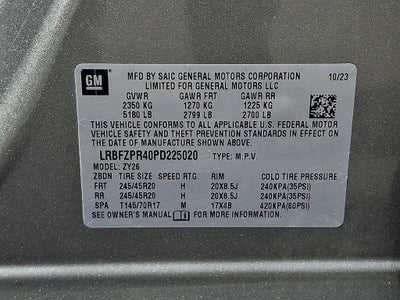 GM
MFD BY SAIC GENERAL MOTORS CORPORATION 10/23
LIMITED FOR GENERAL MOTORS LLC
GVWR GAWR FRT GAWR RR
2350 KG 1270 KG 1225 KG
5180 LB 2799 LB 2700 LB
THIS VEHICLE CONFORMS TO ALL APPLICABLE U.S. FEDERAL MOTOR
VEHICLE SAFETY AND THEFT PREVENTION STANDARDS IN EFFECT ON
THE DATE OF MANUFACTURE SHOWN ABOVE.
LRBFZPR40PD225020 TYPE: M.P.V.
MODEL: ZY26
ZBDN TIRE SIZE SPEED RTG RIM COLD TIRE PRESSURE
FRT 245/45R20 H 20X8.5J 240KPA(35PSI)
RR 245/45R20 H 20X8.5J 240KPA(35PSI)
SPA T145/70R17 M 17X4B 420KPA(60PSI)